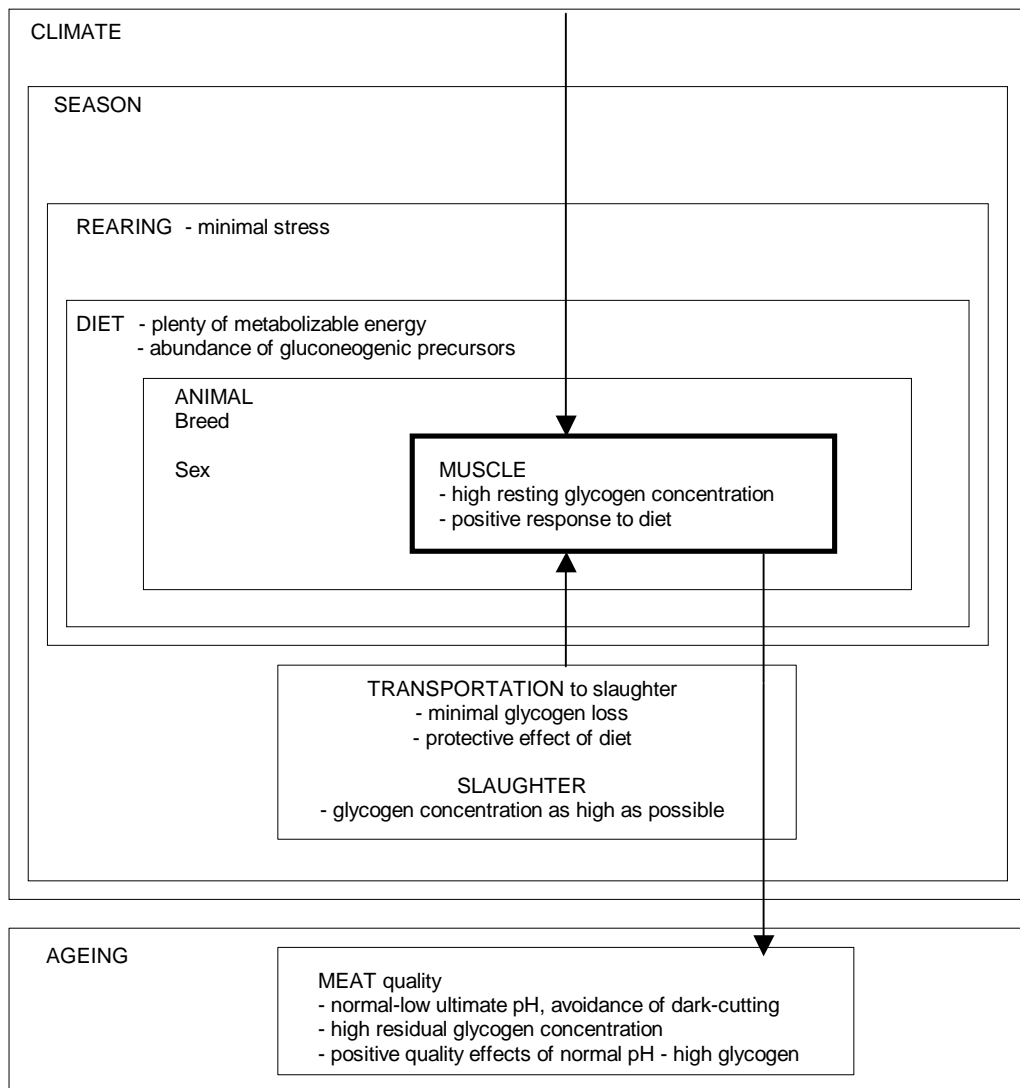 CLIMATE
SEASON
REARING - minimal stress
DIET - plenty of metabolizable energy
- abundance of gluconeogenic precursors
ANIMAL
Breed
Sex
MUSCLE
- high resting glycogen concentration
- positive response to diet
TRANSPORTATION to slaughter
- minimal glycogen loss
- protective effect of diet
SLAUGHTER
- glycogen concentration as high as possible
AGEING
MEAT quality
- normal-low ultimate pH, avoidance of dark-cutting
- high residual glycogen concentration
- positive quality effects of normal pH - high glycogen